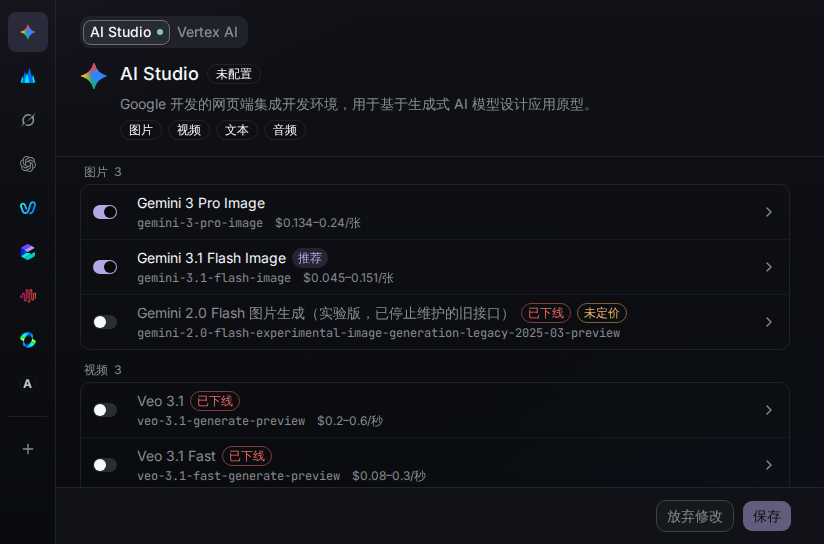 AI Studio Vertex AI
AI Studio 未配置
Google 开发的网页端集成开发环境，用于基于生成式 AI 模型设计应用原型。
图片 视频 文本 音频
图片 3
Gemini 3 Pro Image
gemini-3-pro-image $0.134–0.24/张
Gemini 3.1 Flash Image 推荐
gemini-3.1-flash-image $0.045–0.151/张
Gemini 2.0 Flash 图片生成（实验版，已停止维护的旧接口） 已下线 未定价
gemini-2.0-flash-experimental-image-generation-legacy-2025-03-preview
视频 3
Veo 3.1 已下线
veo-3.1-generate-preview $0.2–0.6/秒
A
Veo 3.1 Fast 已下线
veo-3.1-fast-generate-preview $0.08–0.3/秒
放弃修改 保存